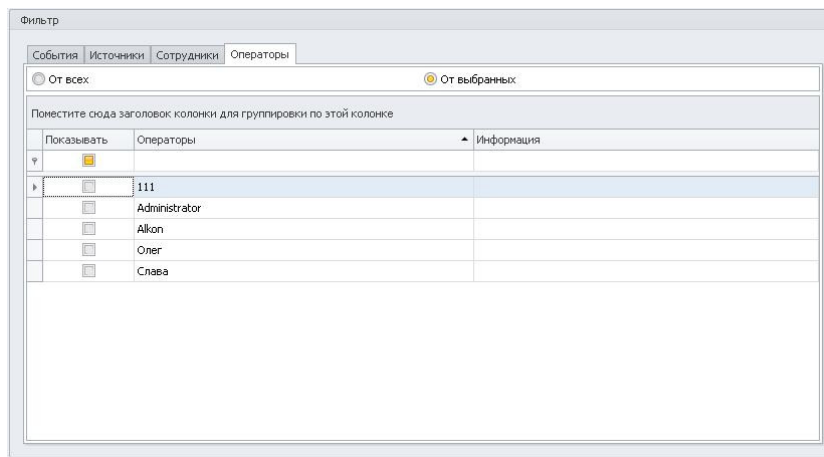 Фильтр
События Источники Сотрудники Операторы
От всех От выбранных
Поместите сюда заголовок колонки для группировки по этой колонке
Показывать Операторы Информация
111
Administrator
Alkon
Олег
Слава